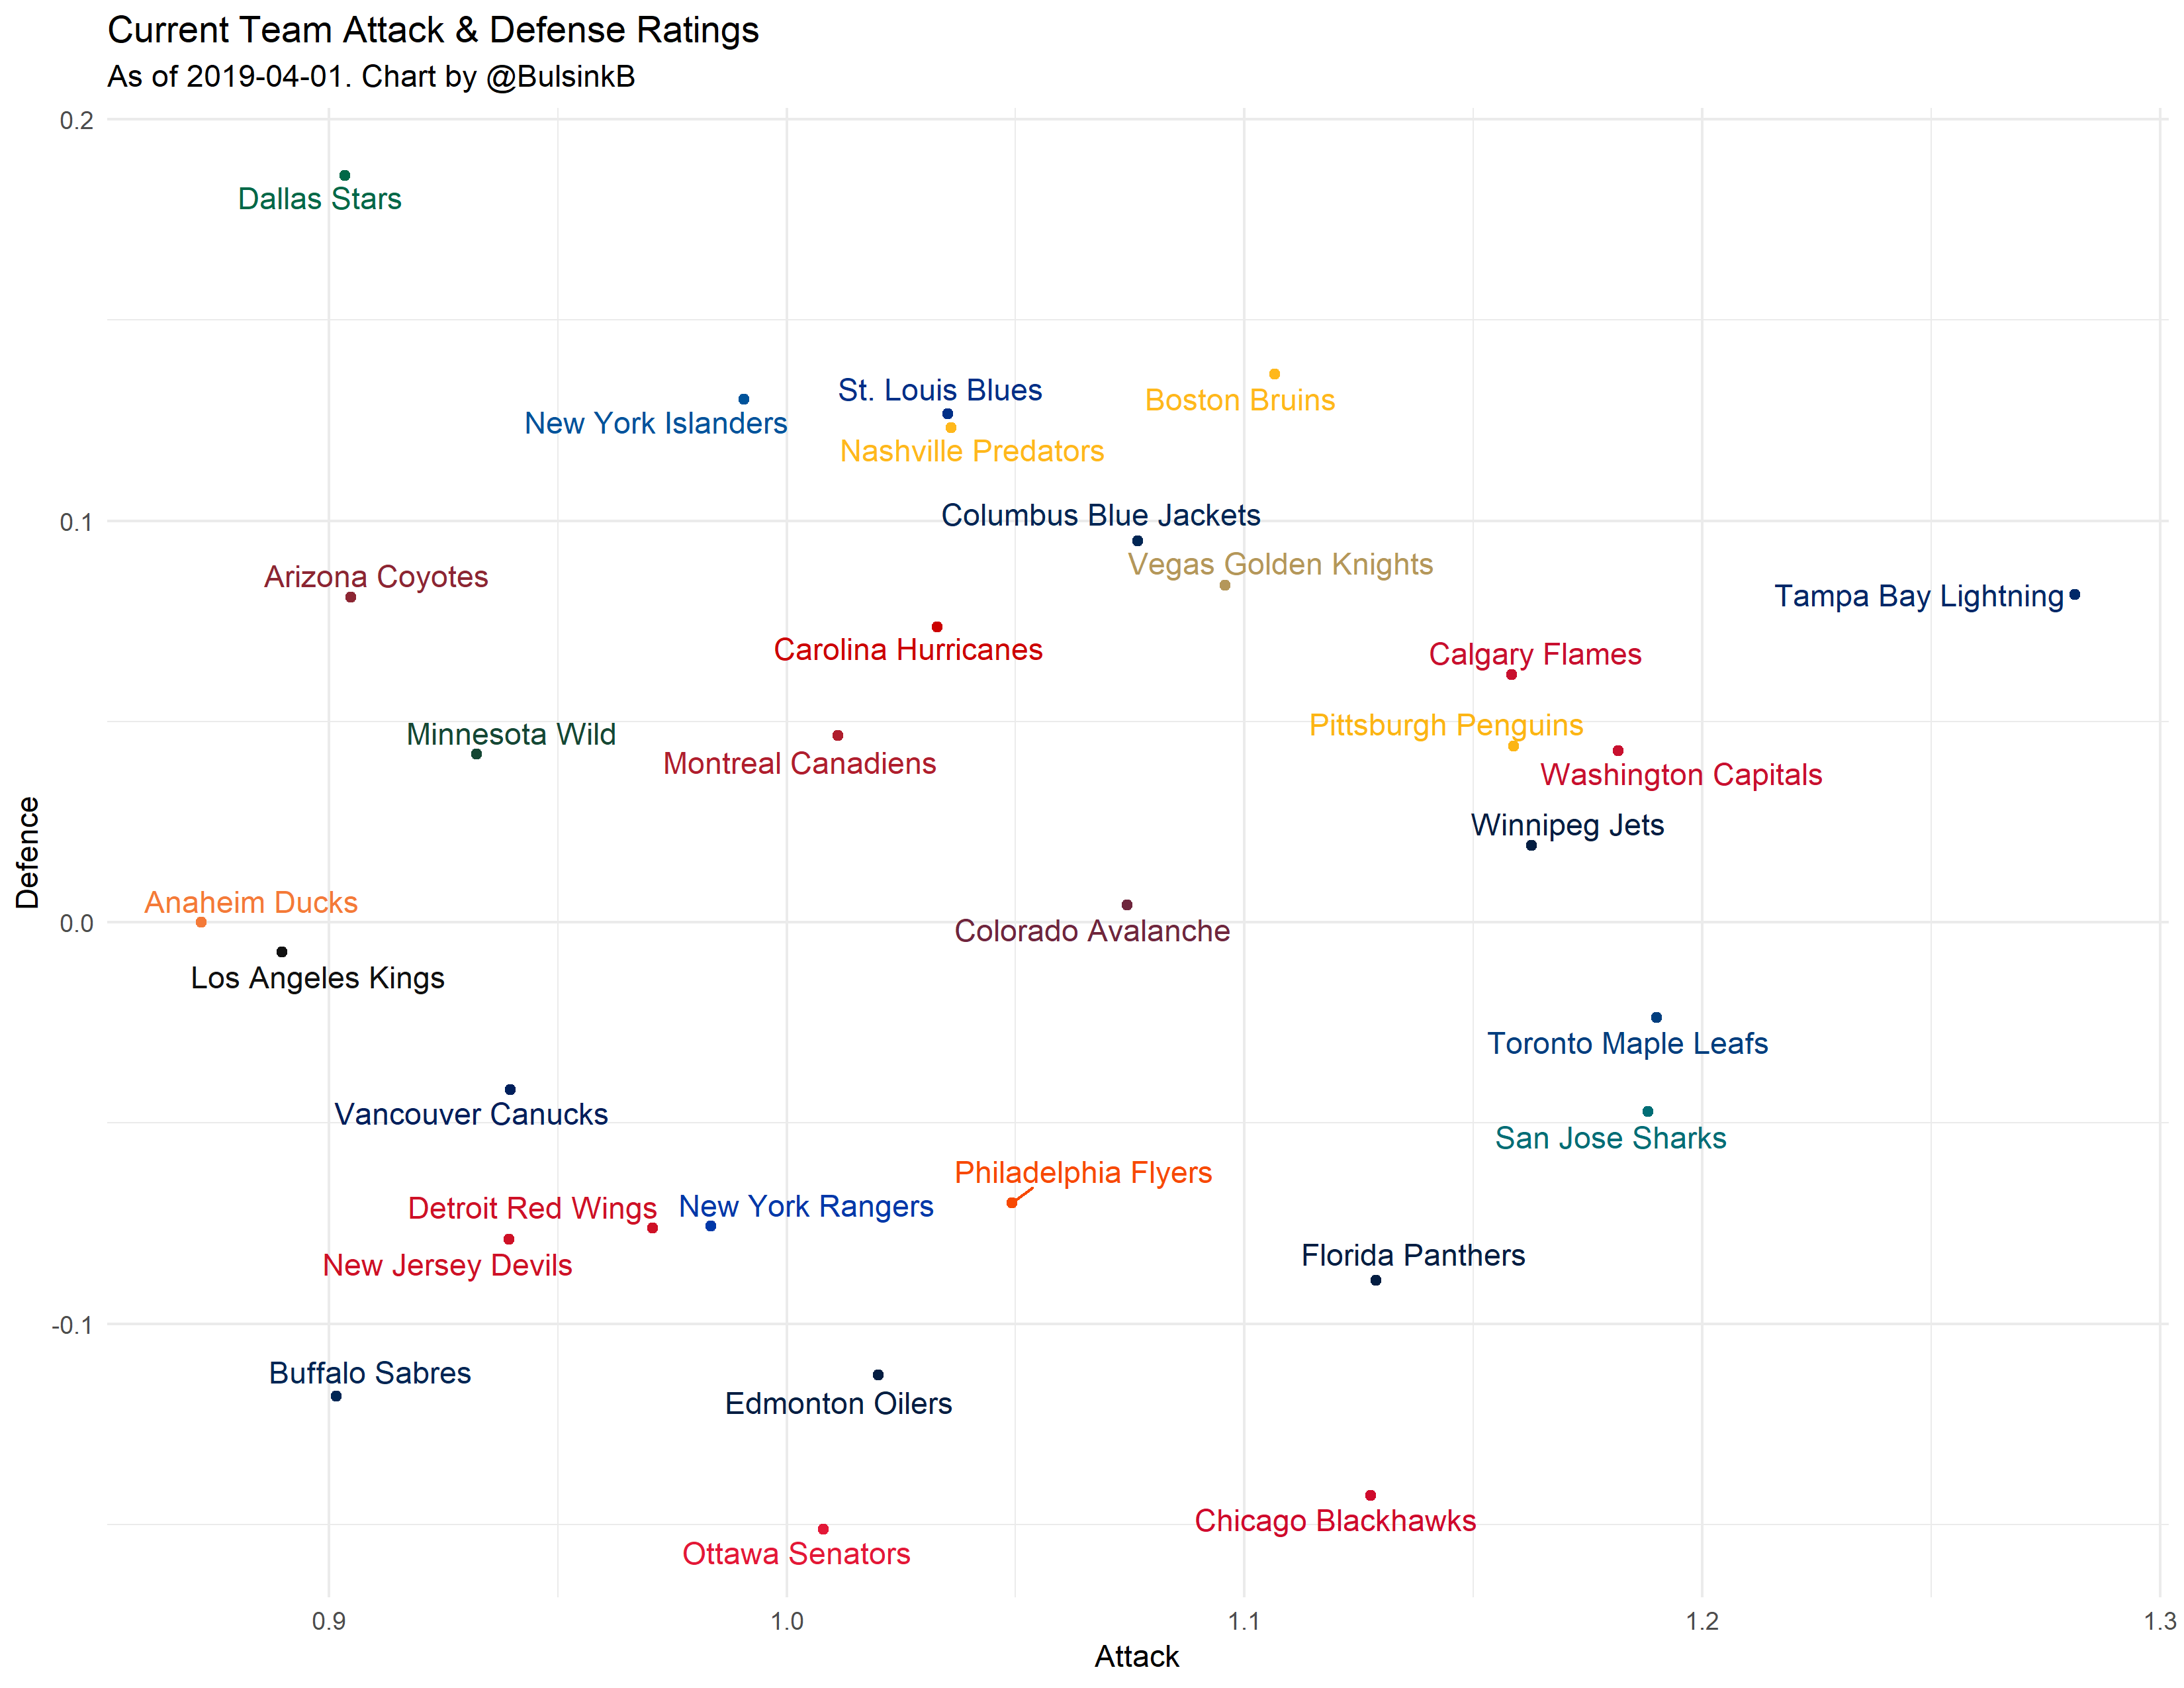 Current Team Attack & Defense Ratings
As of 2019-04-01. Chart by @BulsinkB
0.2
Dallas Stars
St. Louis Blues
Boston Bruins
New York Islanders
Nashville Predators
Columbus Blue Jackets
0.1
Vegas Golden Knights
Arizona Coyotes
Tampa Bay Lightning
Carolina Hurricanes
Calgary Flames
Pittsburgh Penguins
Minnesota Wild
Montreal Canadiens
Washington Capitals
Winnipeg Jets
Defence
Anaheim Ducks
0.0
Colorado Avalanche
Los Angeles Kings
Toronto Maple Leafs
Vancouver Canucks
San Jose Sharks
Philadelphia Flyers
Detroit Red Wings
New York Rangers
Florida Panthers
New Jersey Devils
-0.1
Buffalo Sabres
Edmonton Oilers
Chicago Blackhawks
Ottawa Senators
0.9
1.0
1.1
1.2
1.3
Attack